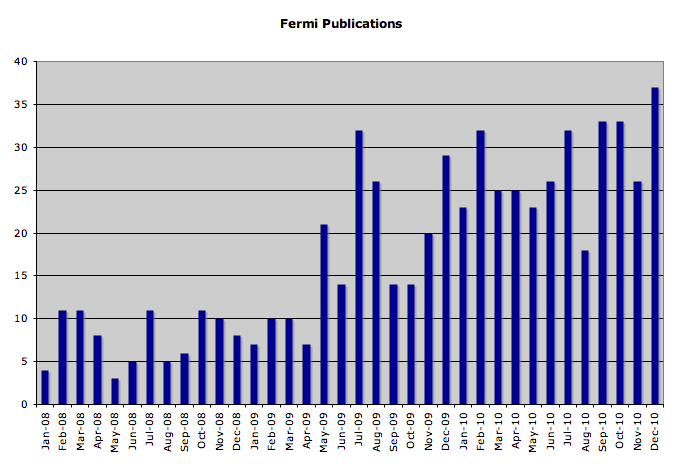 Fermi Publications
40
35
30
25
20
15
10
5
0
Jan-08
Feb-08
Mar-08
Apr-08
May-08
Jun-08
Jul-08
Aug-08
Sep-08
Oct-08
Nov-08
Dec-08
Jan-09
Feb-09
Mar-09
Apr-09
May-09
Jun-09
Jul-09
Aug-09
Sep-09
Oct-09
Nov-09
Dec-09
Jan-10
Feb-10
Mar-10
Apr-10
May-10
Jun-10
Jul-10
Aug-10
Sep-10
Oct-10
Nov-10
Dec-10